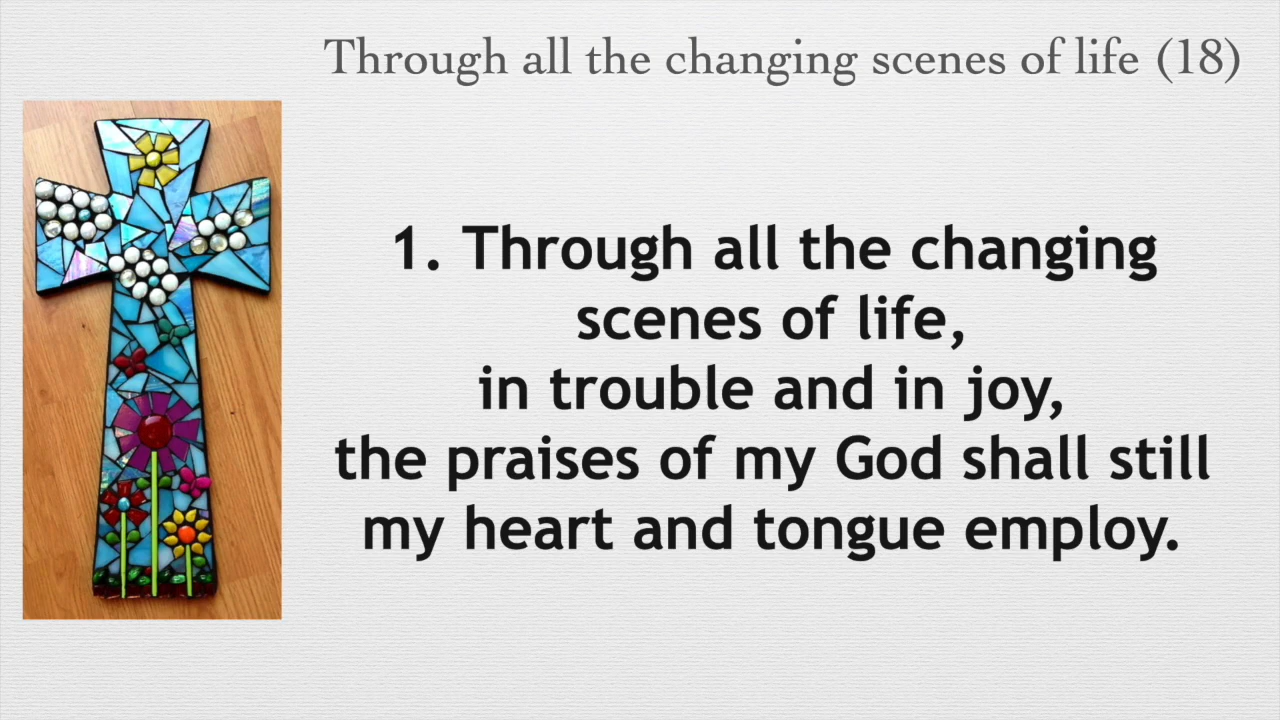 Through all the changing scenes of life (18)
1. Through all the changing
scenes of life,
in trouble and in joy,
the praises of my God shall still
my heart and tongue employ.